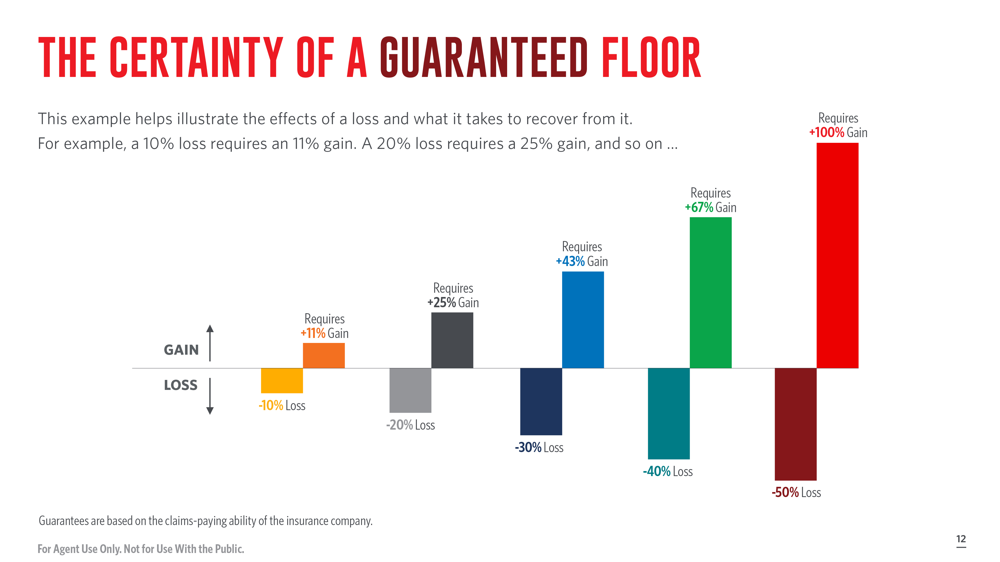 THE CERTAINTY OF A GUARANTEED FLOOR
This example helps illustrate the effects of a loss and what it takes to recover from it.
For example, a 10% loss requires an 11% gain. A 20% loss requires a 25% gain, and so on ...
Requires
+100% Gain
Requires
+67% Gain
Requires
+43% Gain
Requires
+25% Gain
Requires
+11% Gain
GAIN
LOSS
-10% Loss
-20% Loss
-30% Loss
-40% Loss
-50% Loss
Guarantees are based on the claims-paying ability of the insurance company.
For Agent Use Only. Not for Use With the Public.
12